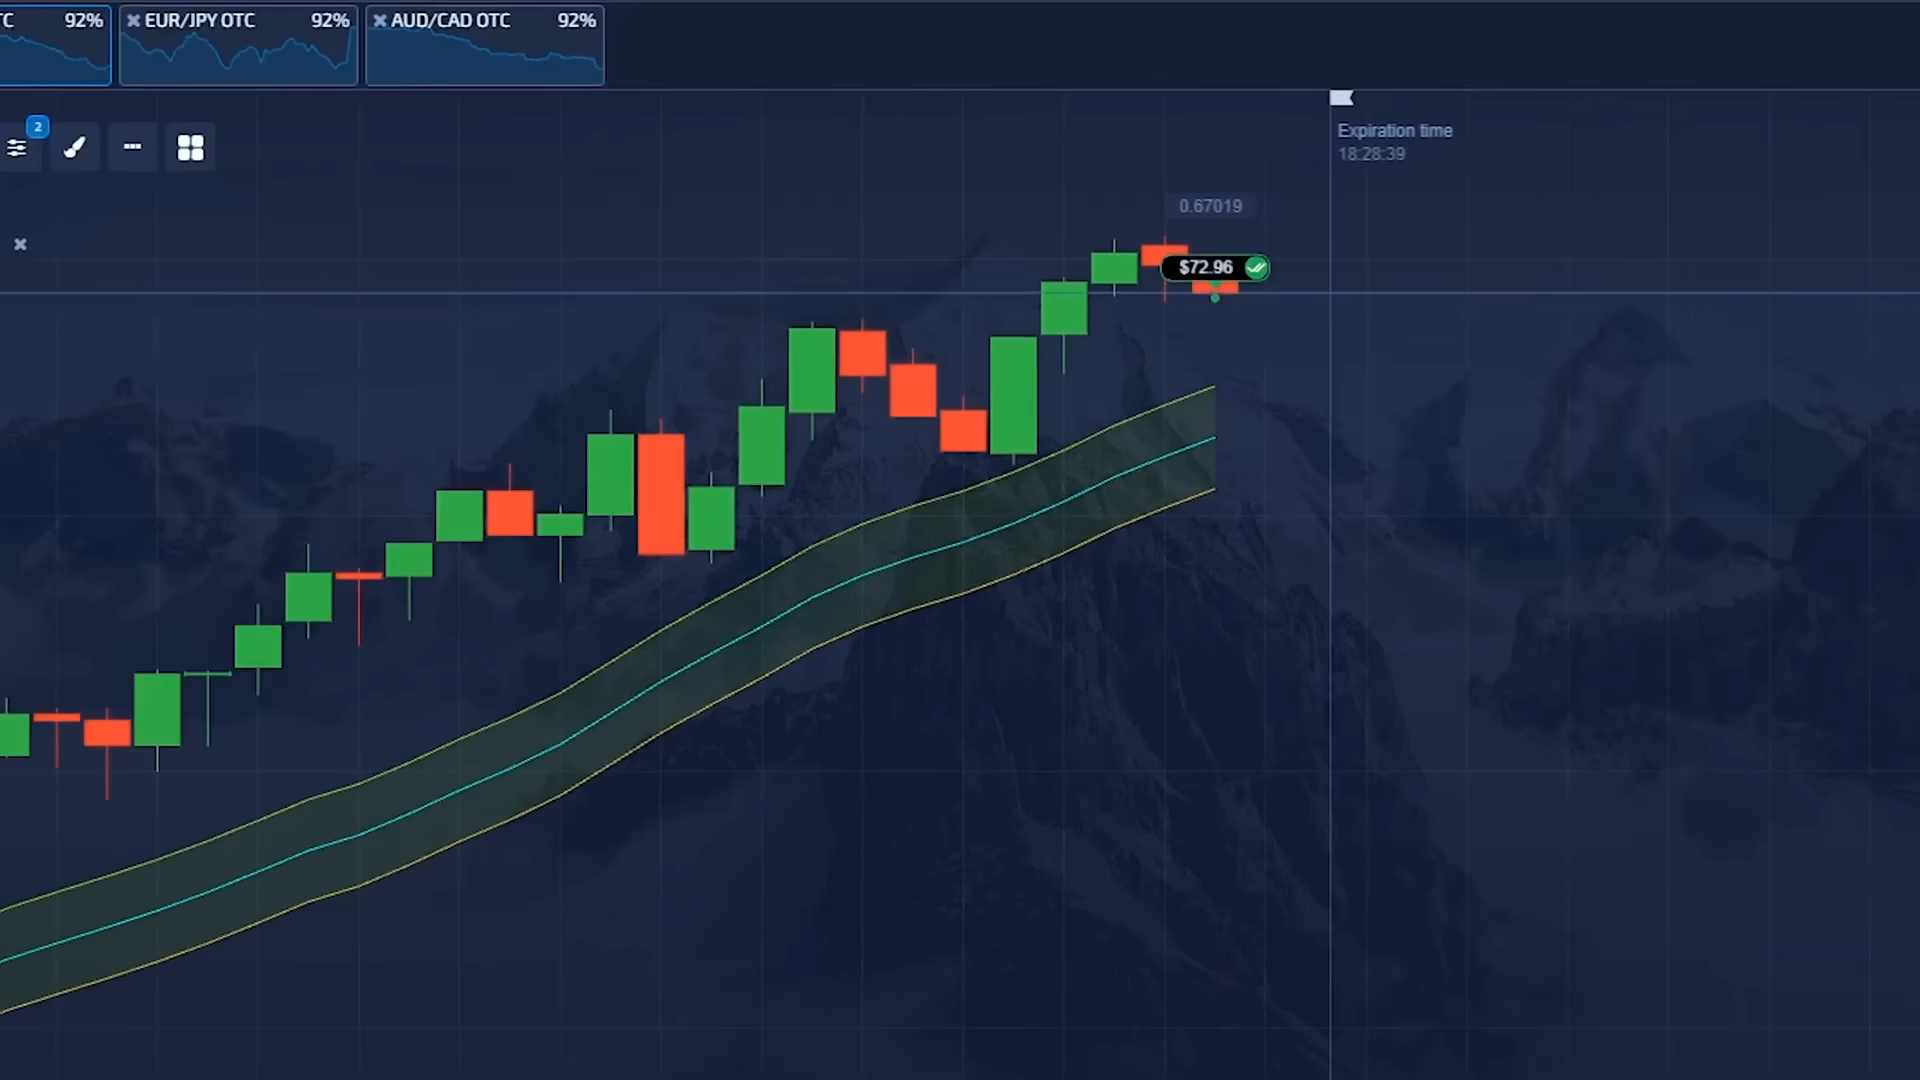 TC 92%
EUR/JPY OTC 92%
AUD/CAD OTC 92%
2
Expiration time
18:28:39
0.67019
$72.96